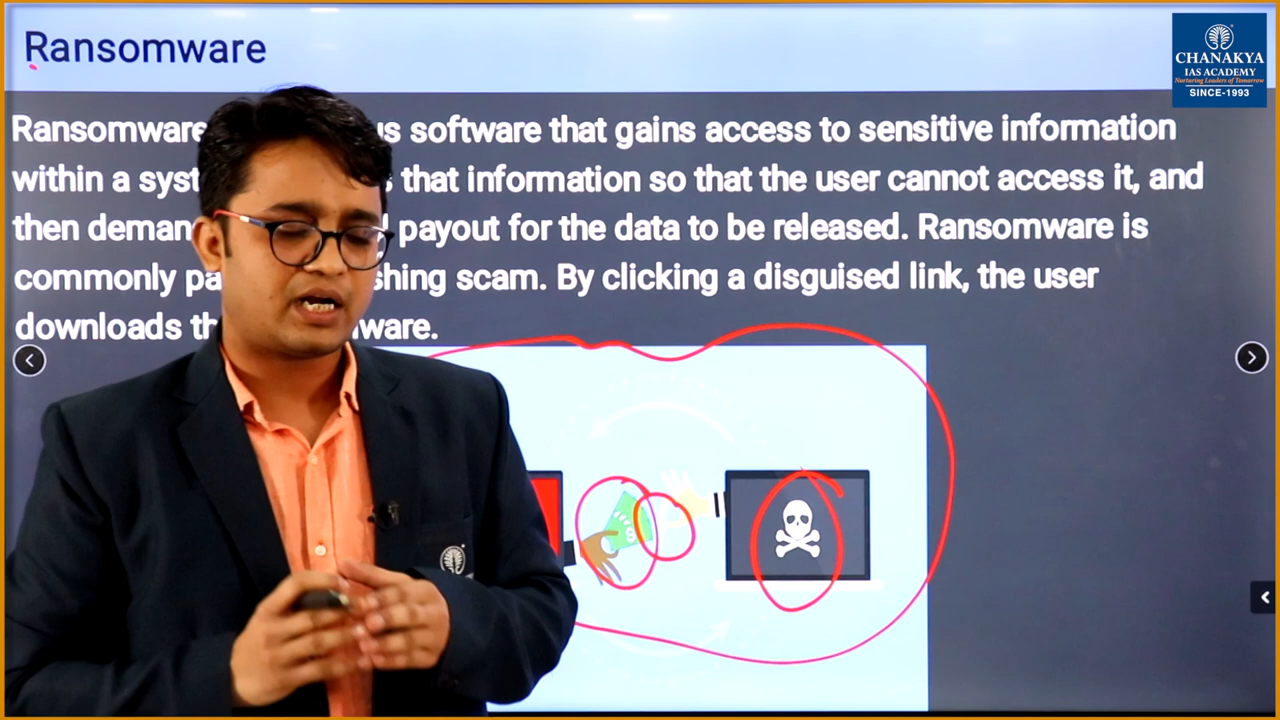 Ransomware
CHANAKYA
IAS ACADEMY
Nurturing Leaders of Tomorrow
SINCE-1993
Ransomware us software that gains access to sensitive information
within a syst s that information so that the user cannot access it, and
then deman payout for the data to be released. Ransomware is
commonly pa shing scam. By clicking a disguised link, the user
downloads th ware.